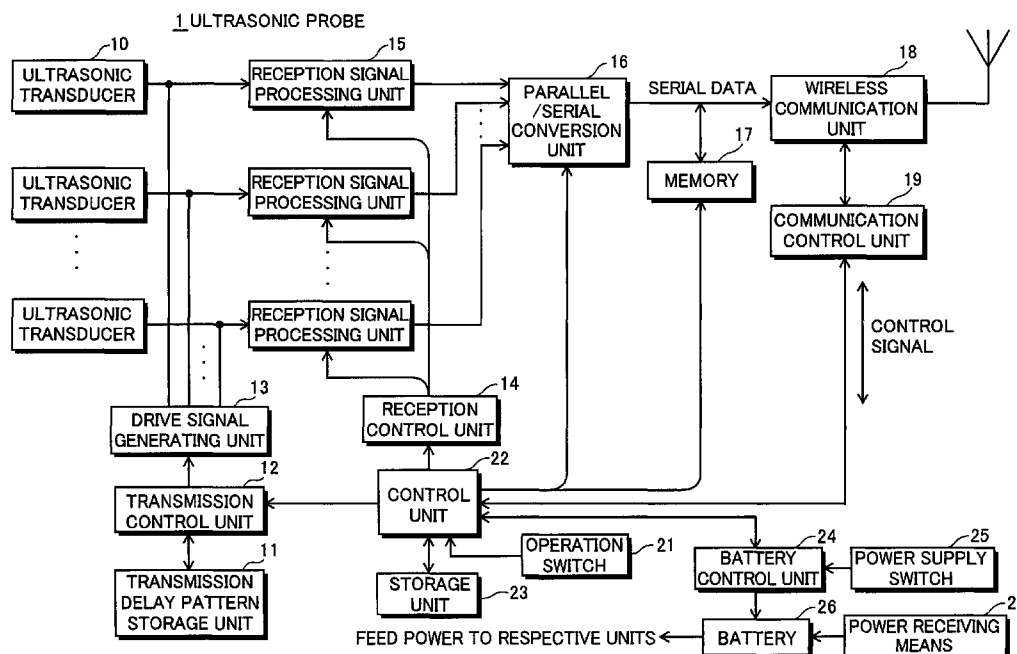 1 ULTRASONIC PROBE
10
ULTRASONIC
TRANSDUCER
15
RECEPTION SIGNAL
PROCESSING UNIT
16
PARALLEL
/SERIAL
CONVERSION
UNIT
SERIAL DATA
18
WIRELESS
COMMUNICATION
UNIT
17
MEMORY
ULTRASONIC
TRANSDUCER
RECEPTION SIGNAL
PROCESSING UNIT
19
COMMUNICATION
CONTROL UNIT
ULTRASONIC
TRANSDUCER
RECEPTION SIGNAL
PROCESSING UNIT
CONTROL
SIGNAL
13
DRIVE SIGNAL
GENERATING UNIT
14
RECEPTION
CONTROL UNIT
12
TRANSMISSION
CONTROL UNIT
22
CONTROL
UNIT
11
TRANSMISSION
DELAY PATTERN
STORAGE UNIT
OPERATION
SWITCH
21
STORAGE
UNIT
23
24
BATTERY
CONTROL UNIT
25
POWER SUPPLY
SWITCH
26
BATTERY
2
POWER RECEIVING
MEANS
FEED POWER TO RESPECTIVE UNITS